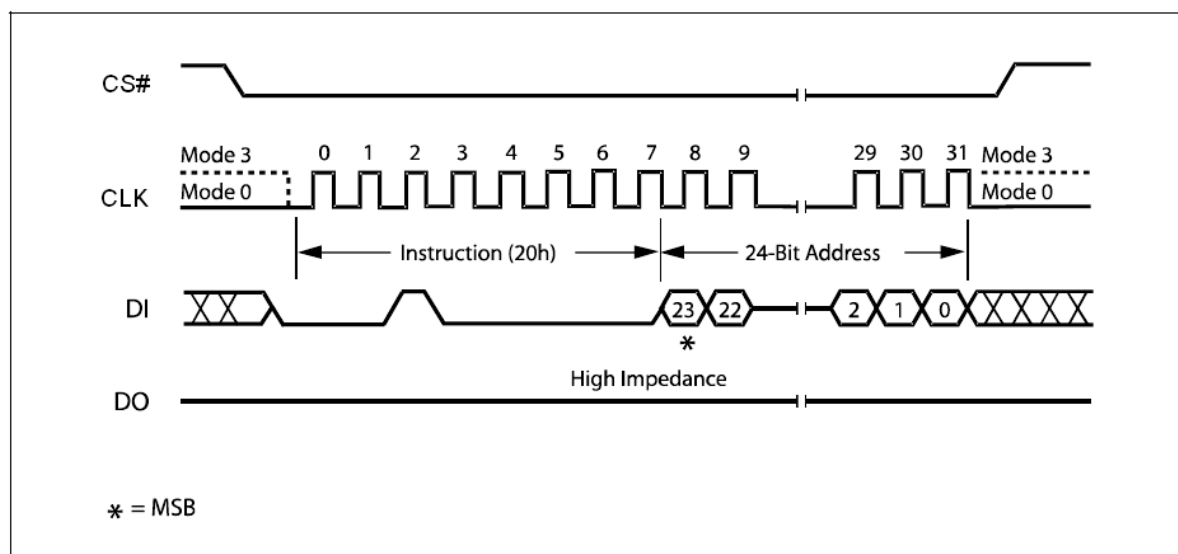 CS#
Mode 3 0 1 2 3 4 5 6 7 8 9 29 30 31 Mode 3
CLK Mode 0 Mode 0
Instruction (20h) 24-Bit Address
DI 23 22 2 1 0
*
High Impedance
DO
* = MSB